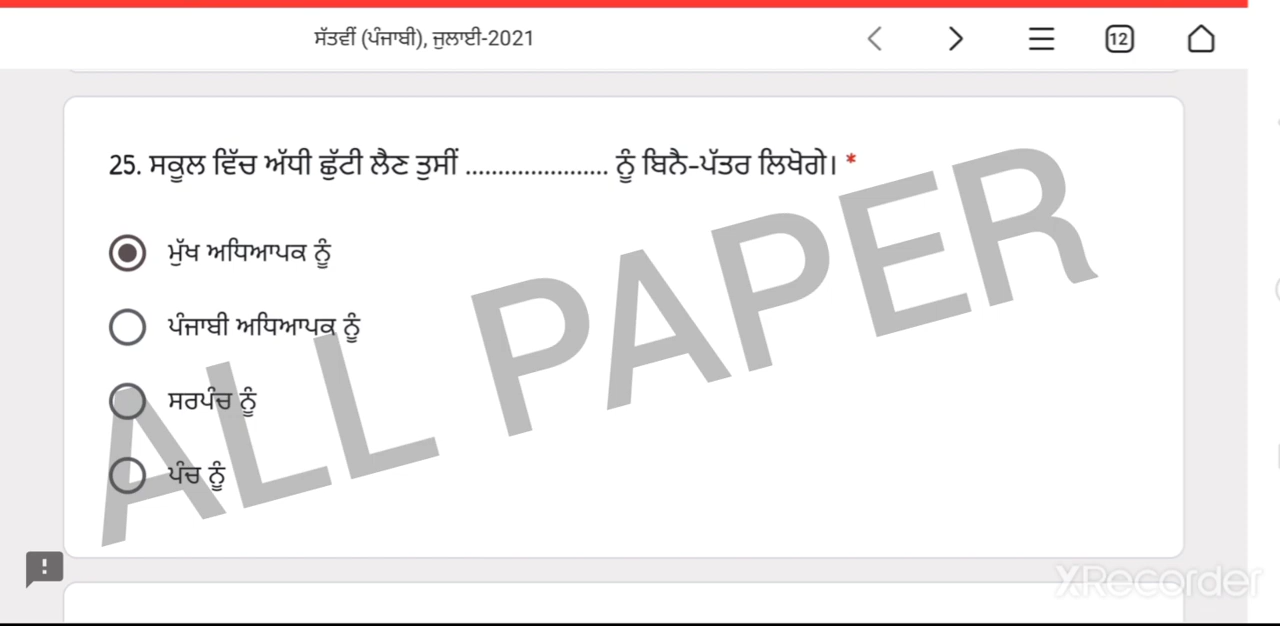 ਸੱਤਵੀਂ (ਪੰਜਾਬੀ), ਜੁਲਾਈ-2021
12
25. ਸਕੂਲ ਵਿੱਚ ਅੱਧੀ ਛੁੱਟੀ ਲੈਣ ਤੁਸੀਂ ...................... ਨੂੰ ਬਿਨੈ-ਪੱਤਰ ਲਿਖੋਗੇ। *
ਮੁੱਖ ਅਧਿਆਪਕ ਨੂੰ
ਪੰਜਾਬੀ ਅਧਿਆਪਕ ਨੂੰ
ਸਰਪੰਚ ਨੂੰ
ਪੰਚ ਨੂੰ
ALL PAPER
XRecorder